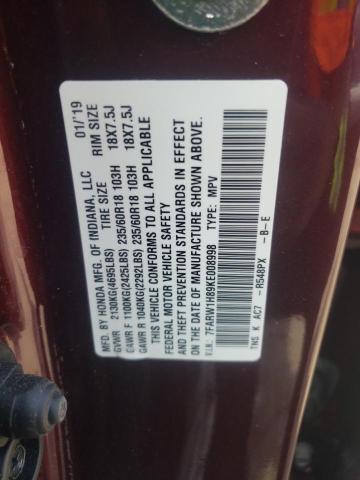 MFD. BY HONDA MFG. OF INDIANA, LLC 01/'19
TIRE SIZE RIM SIZE
GVWR 2130KG(4695LBS)
GAWR F 1100KG(2425LBS) 235/60R18 103H 18X7.5J
GAWR R 1040KG(2292LBS) 235/60R18 103H 18X7.5J
THIS VEHICLE CONFORMS TO ALL APPLICABLE
FEDERAL MOTOR VEHICLE SAFETY
AND THEFT PREVENTION STANDARDS IN EFFECT
ON THE DATE OF MANUFACTURE SHOWN ABOVE.
V.I.N. 7FARW1H89KE008998 TYPE: MPV
TNS K AC7 -R548PX -B-E